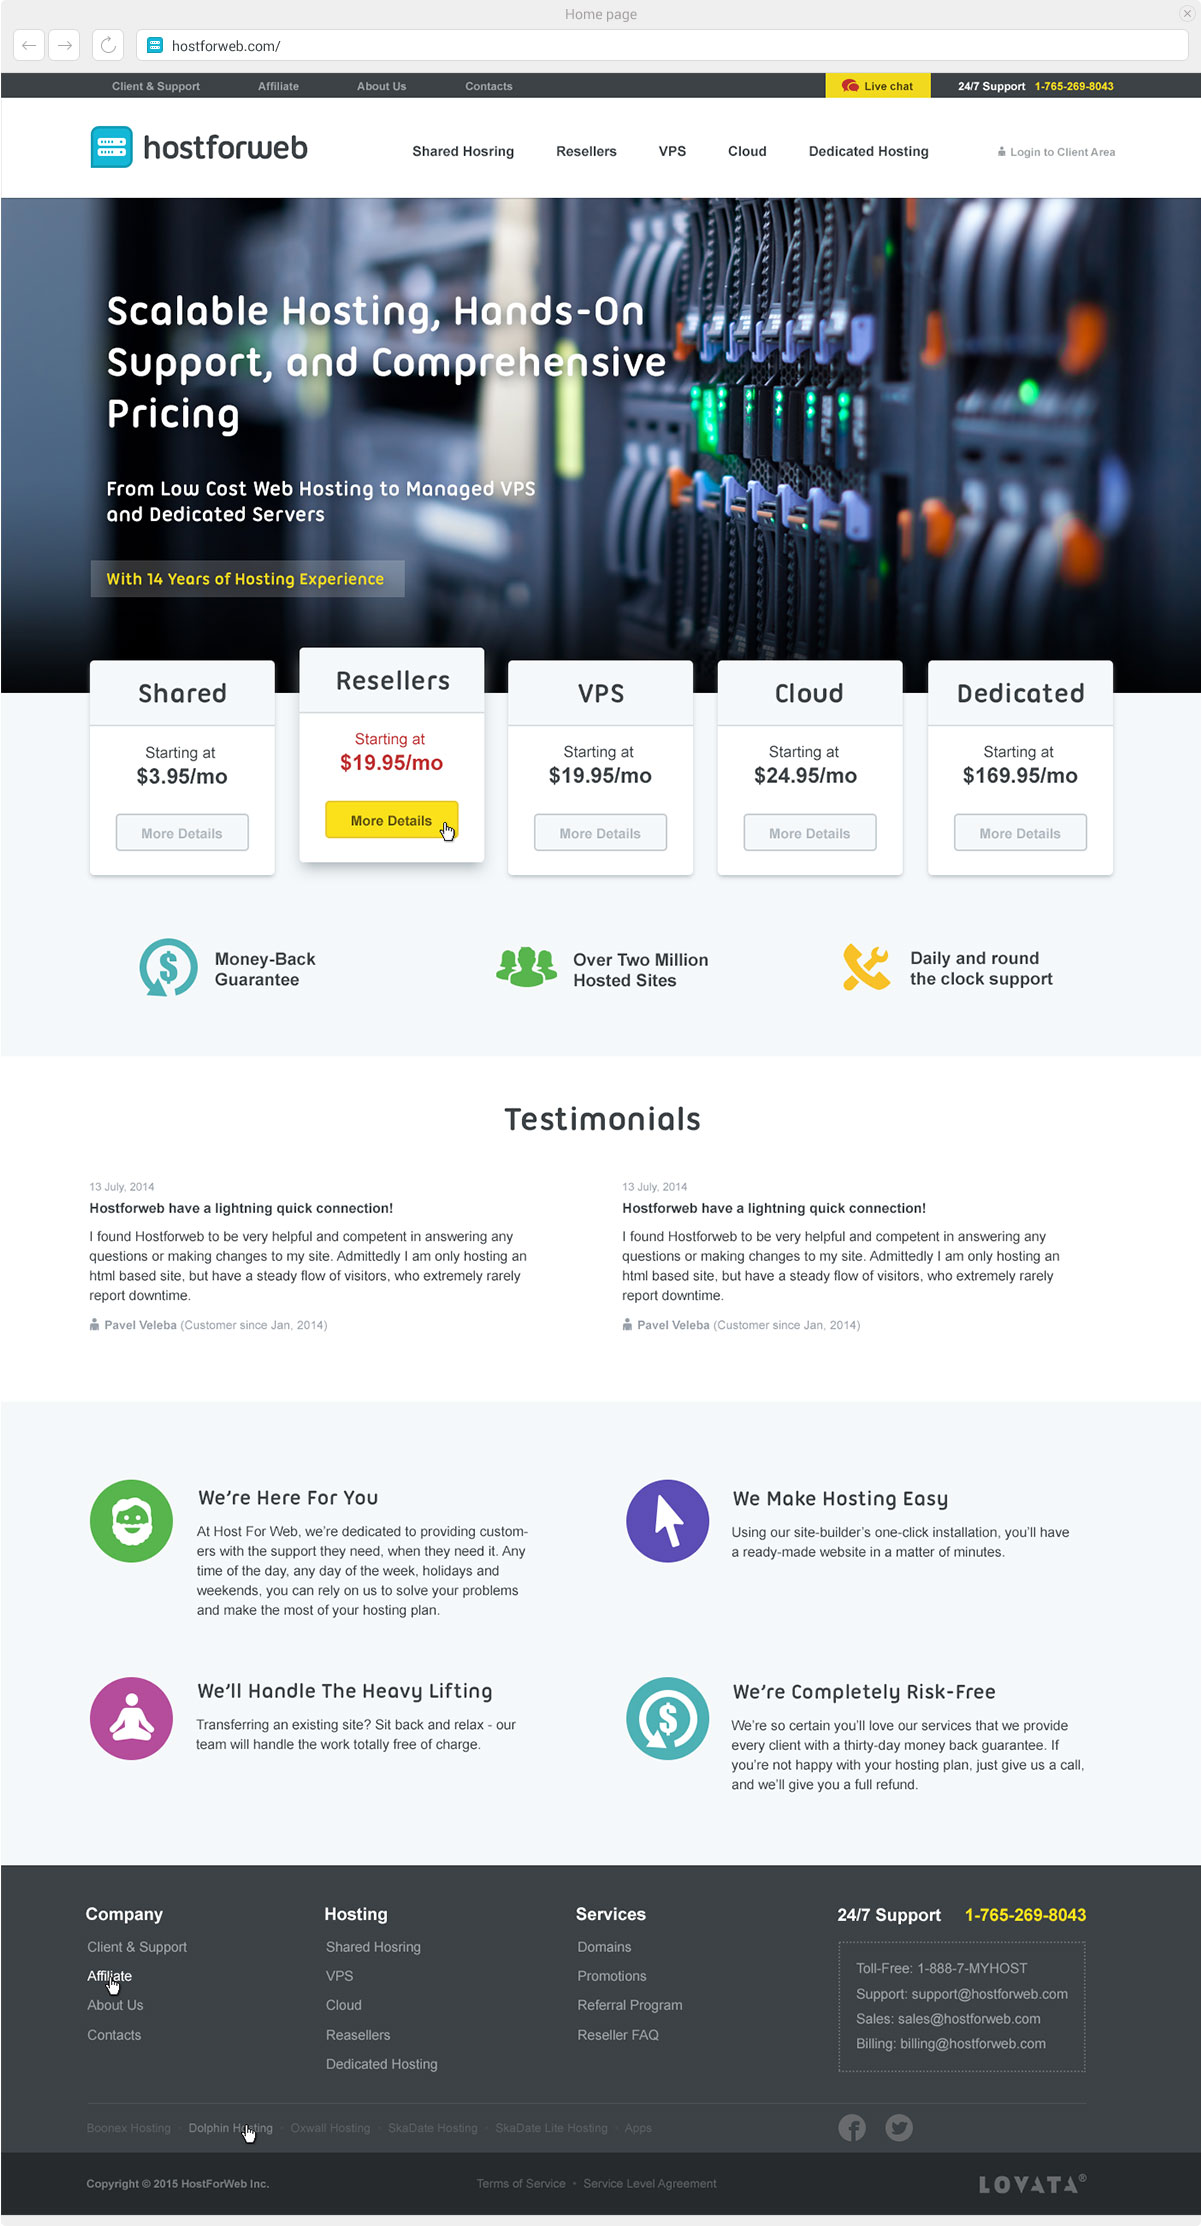 Home page
hostforweb.com/
Client & Support Affiliate About Us Contacts Live chat 24/7 Support 1-765-269-8043
hostforweb Shared Hosring Resellers VPS Cloud Dedicated Hosting Login to Client Area
Scalable Hosting, Hands-On
Support, and Comprehensive
Pricing
From Low Cost Web Hosting to Managed VPS
and Dedicated Servers
With 14 Years of Hosting Experience
Shared
Starting at
$3.95/mo
More Details
Resellers
Starting at
$19.95/mo
More Details
VPS
Starting at
$19.95/mo
More Details
Cloud
Starting at
$24.95/mo
More Details
Dedicated
Starting at
$169.95/mo
More Details
Money-Back
Guarantee
Over Two Million
Hosted Sites
Daily and round
the clock support
Testimonials
13 July, 2014
Hostforweb have a lightning quick connection!
I found Hostforweb to be very helpful and competent in answering any
questions or making changes to my site. Admittedly I am only hosting an
html based site, but have a steady flow of visitors, who extremely rarely
report downtime.
Pavel Veleba (Customer since Jan, 2014)
13 July, 2014
Hostforweb have a lightning quick connection!
I found Hostforweb to be very helpful and competent in answering any
questions or making changes to my site. Admittedly I am only hosting an
html based site, but have a steady flow of visitors, who extremely rarely
report downtime.
Pavel Veleba (Customer since Jan, 2014)
We're Here For You
At Host For Web, we're dedicated to providing custom-
ers with the support they need, when they need it. Any
time of the day, any day of the week, holidays and
weekends, you can rely on us to solve your problems
and make the most of your hosting plan.
We Make Hosting Easy
Using our site-builder's one-click installation, you'll have
a ready-made website in a matter of minutes.
We'll Handle The Heavy Lifting
Transferring an existing site? Sit back and relax - our
team will handle the work totally free of charge.
We're Completely Risk-Free
We're so certain you'll love our services that we provide
every client with a thirty-day money back guarantee. If
you're not happy with your hosting plan, just give us a call,
and we'll give you a full refund.
Company
Client & Support
Affiliate
About Us
Contacts
Hosting
Shared Hosring
VPS
Cloud
Reasellers
Dedicated Hosting
Services
Domains
Promotions
Referral Program
Reseller FAQ
24/7 Support 1-765-269-8043
Toll-Free: 1-888-7-MYHOST
Support: support@hostforweb.com
Sales: sales@hostforweb.com
Billing: billing@hostforweb.com
Boonex Hosting · Dolphin Hosting · Oxwall Hosting · SkaDate Hosting · SkaDate Lite Hosting · Apps
Copyright © 2015 HostForWeb Inc. Terms of Service • Service Level Agreement LOVATA®